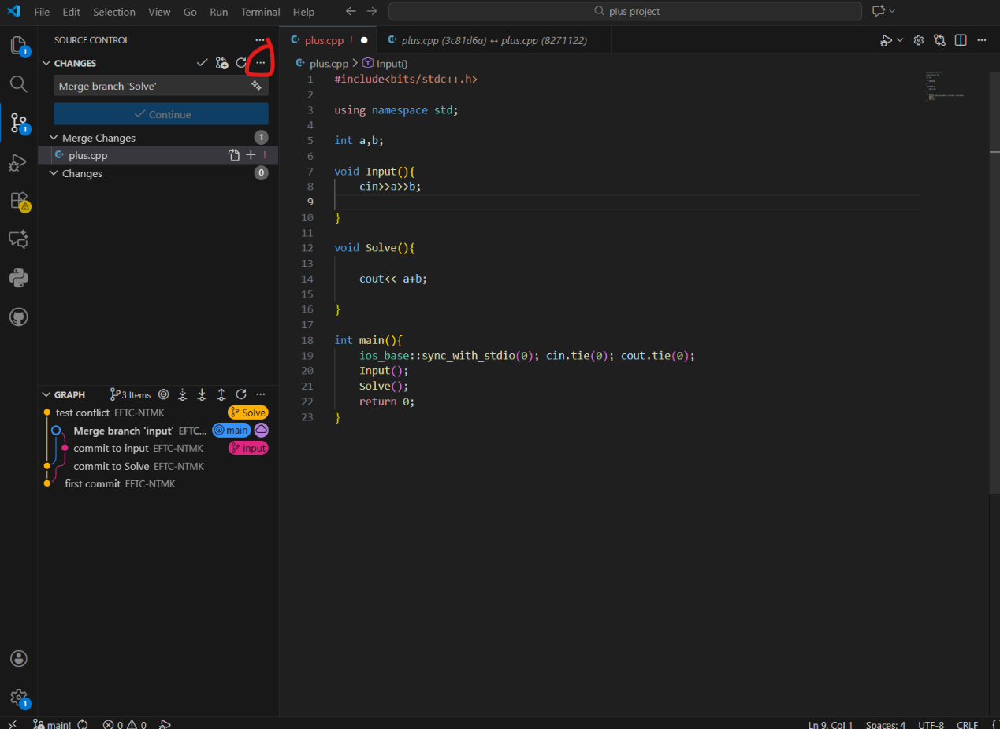 File Edit Selection View Go Run Terminal Help
plus project
SOURCE CONTROL
CHANGES
Merge branch 'Solve'
Continue
Merge Changes 1
plus.cpp !
Changes 0
GRAPH 3 Items
test conflict EFTC-NTMK Solve
Merge branch 'input' EFTC... main
commit to input EFTC-NTMK input
commit to Solve EFTC-NTMK
first commit EFTC-NTMK
plus.cpp !
plus.cpp (3c81d6a) ↔ plus.cpp (8271122)
plus.cpp > Input()
1 #include<bits/stdc++.h>
2
3 using namespace std;
4
5 int a,b;
6
7 void Input(){
8 cin>>a>>b;
9
10 }
11
12 void Solve(){
13
14 cout<< a+b;
15
16 }
17
18 int main(){
19 ios_base::sync_with_stdio(0); cin.tie(0); cout.tie(0);
20 Input();
21 Solve();
22 return 0;
23 }
1
1
1
main! 0 0
Ln 9, Col 1 Spaces: 4 UTF-8 CRLF {